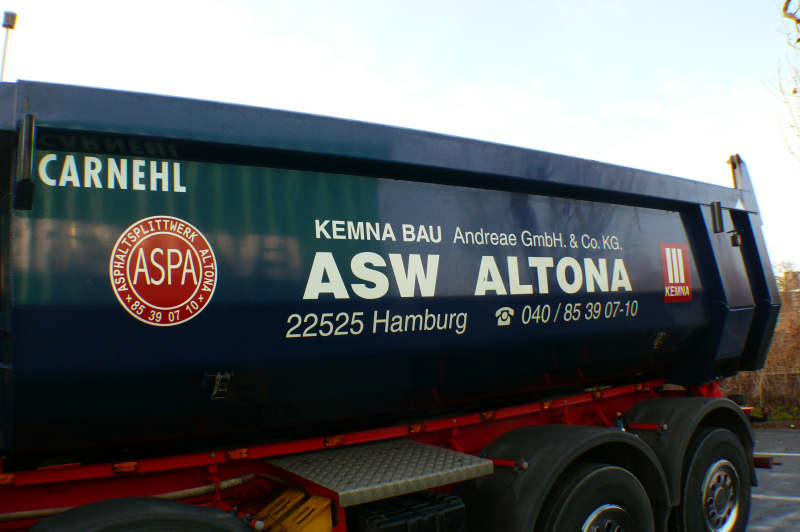 CARNEHL
ASPHALTSPLITTWERK ALTONA
ASPA
* 85 39 07 10 *
KEMNA BAU Andreae GmbH. & Co. KG.
ASW ALTONA
22525 Hamburg ☎ 040 / 85 39 07-10
KEMNA